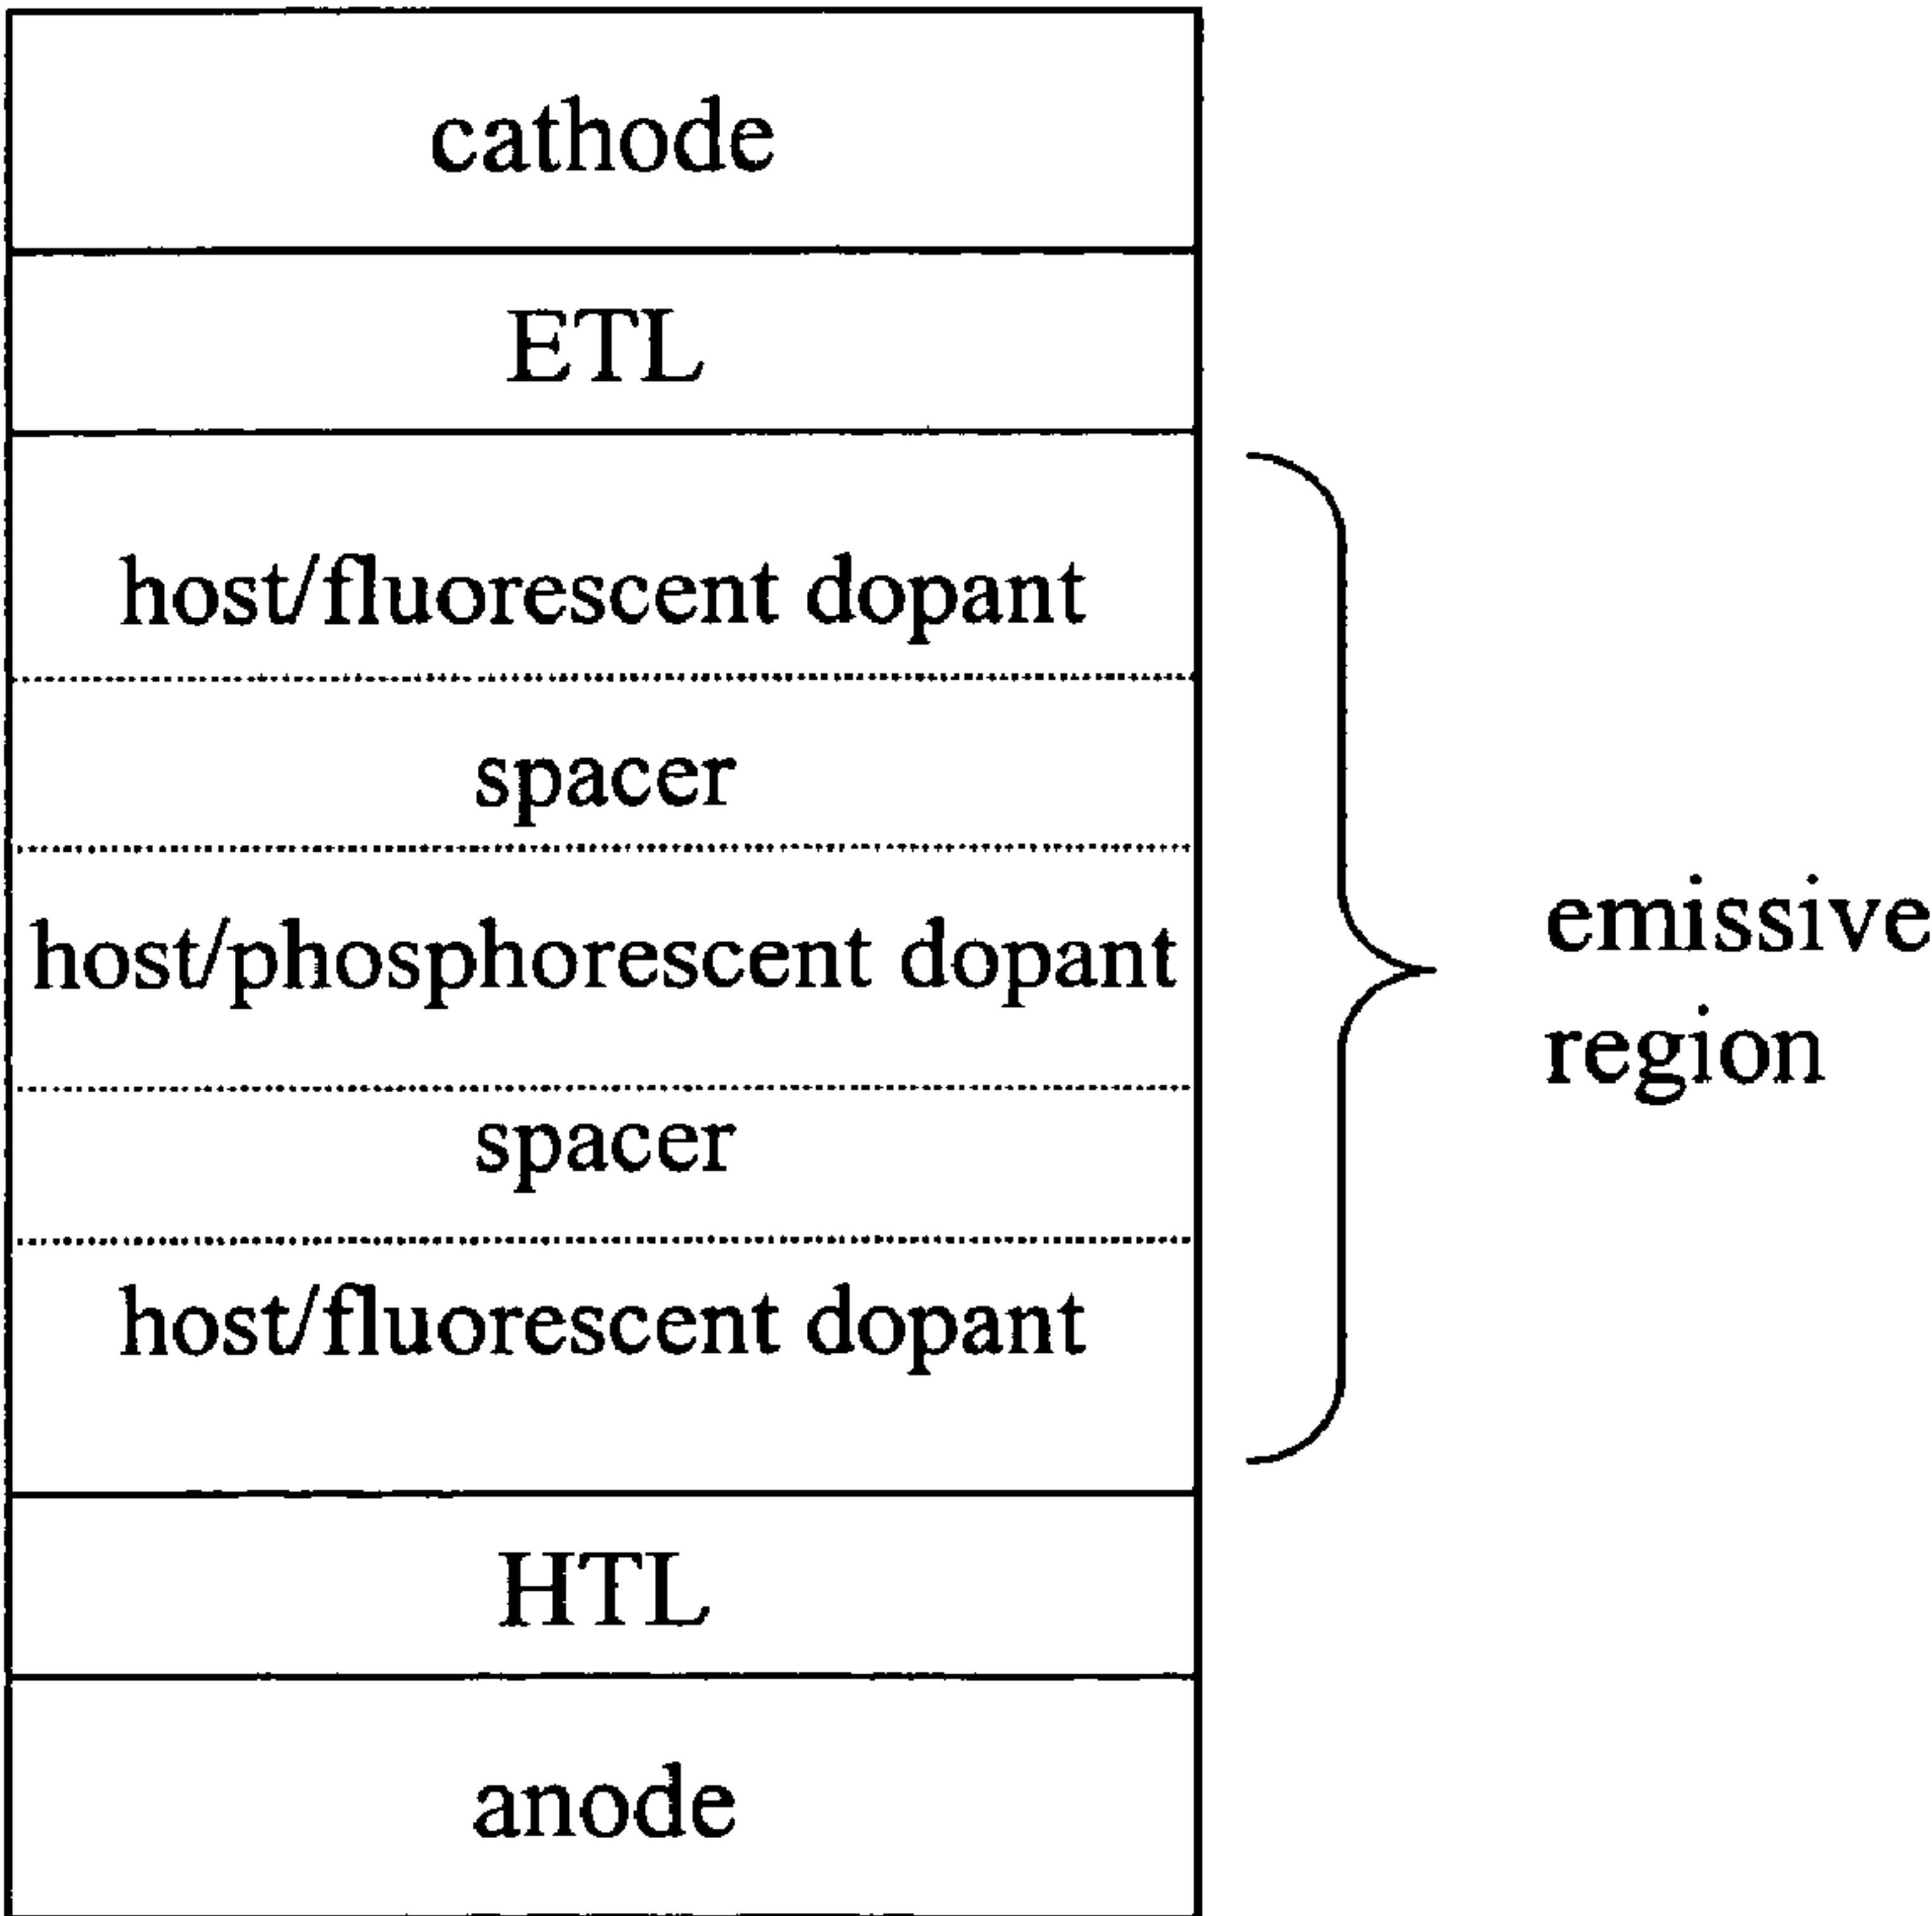 cathode
ETL
host/fluorescent dopant
spacer
host/phosphorescent dopant
spacer
host/fluorescent dopant
HTL
anode
emissive
region